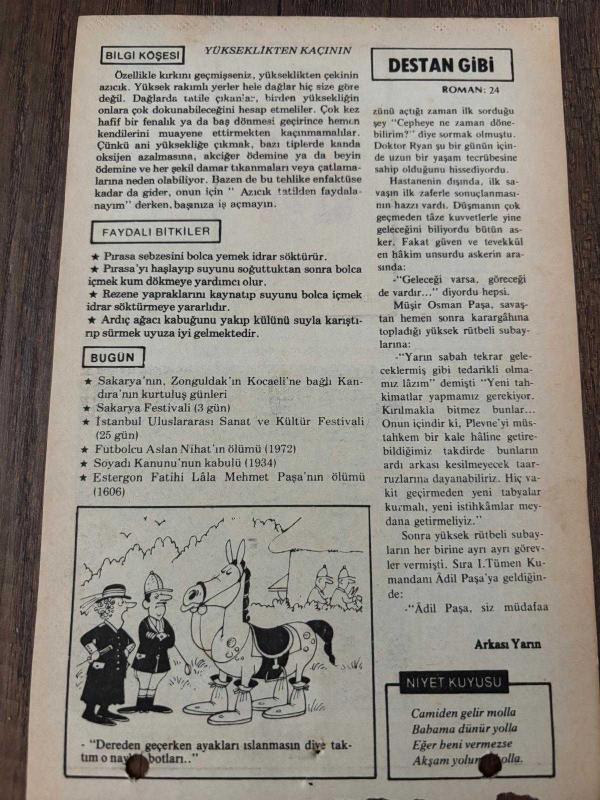 BİLGİ KÖŞESİ
YÜKSEKLİKTEN KAÇININ
Özellikle kırkını geçmişseniz, yükseklikten çekinin
azıcık. Yüksek rakımlı yerler hele dağlar hiç size göre
değil. Dağlarda tatile çıkanlar, birden yüksekliğin
onlara çok dokunabileceğini hesap etmeliler. Çok kez
hafif bir fenalık ya da baş dönmesi geçirince hemen
kendilerini muayene ettirmekten kaçınmamalılar.
Çünkü ani yüksekliğe çıkmak, bazı tiplerde kanda
oksijen azalmasına, akciğer ödemine ya da beyin
ödemine ve her şekil damar tıkanmaları veya çatlama-
larına neden olabiliyor. Bazen de bu tehlike enfaktüse
kadar da gider, onun için " Azıcık tatilden faydala-
nayım" derken, başınıza iş açmayın.
FAYDALI BİTKİLER
★ Pırasa sebzesini bolca yemek idrar söktürür.
★ Pırasa'yı haşlayıp suyunu soğuttuktan sonra bolca
içmek kum dökmeye yardımcı olur.
★ Rezene yapraklarını kaynatıp suyunu bolca içmek
idrar söktürmeye yararlıdır.
★ Ardıç ağacı kabuğunu yakıp külünü suyla karıştı-
rıp sürmek uyuza iyi gelmektedir.
BUGÜN
★ Sakarya'nın, Zonguldak'ın Kocaeli'ne bağlı Kan-
dıra'nın kurtuluş günleri
★ Sakarya Festivali (3 gün)
★ İstanbul Uluslararası Sanat ve Kültür Festivali
(25 gün)
★ Futbolcu Aslan Nihat'ın ölümü (1972)
★ Soyadı Kanunu'nun kabulü (1934)
★ Estergon Fatihi Lâla Mehmet Paşa'nın ölümü
(1606)
- "Dereden geçerken ayakları ıslanmasın diye tak-
tım o botları.."
DESTAN GİBİ
ROMAN: 24
zünü açtığı zaman ilk sorduğu
şey "Cepheye ne zaman döne-
bilirim?" diye sormak olmuştu.
Doktor Ryan şu bir günün için-
de uzun bir yaşam tecrübesine
sahip olduğunu hissediyordu.
Hastanenin dışında, ilk sa-
vaşın ilk zaferle sonuçlanması-
nın hazzı vardı. Düşmanın çok
geçmeden tâze kuvvetlerle yine
geleceğini biliyordu bütün as-
ker. Fakat güven ve tevekkül
en hâkim unsurdu askerin ara-
sında:
-"Geleceği varsa, göreceği
de vardır..." diyordu hepsi.
Müşir Osman Paşa, savaş-
tan hemen sonra karargâhına
topladığı yüksek rütbeli subay-
larına:
-"Yarın sabah tekrar gele-
ceklermiş gibi tedarikli olma-
mız lâzım" demişti "Yeni tah-
kimatlar yapmamız gerekiyor.
Kırılmakla bitmez bunlar...
Onun içindir ki, Plevne'yi müs-
tahkem bir kale hâline getire-
bildiğimiz takdirde bunların
ardı arkası kesilmeyecek taar-
ruzlarına dayanabiliriz. Hiç va-
kit geçirmeden yeni tabyalar
kurmalı, yeni istihkâmlar mey-
dana getirmeliyiz."
Sonra yüksek rütbeli subay-
ların her birine ayrı ayrı görev-
ler vermişti. Sıra I.Tümen Ku-
mandanı Âdil Paşa'ya geldiğin-
de:
-"Âdil Paşa, siz müdafaa
Arkası Yarın
NİYET KUYUSU
Camiden gelir molla
Babama dünür yolla
Eğer beni vermezse
Akşam yolla.